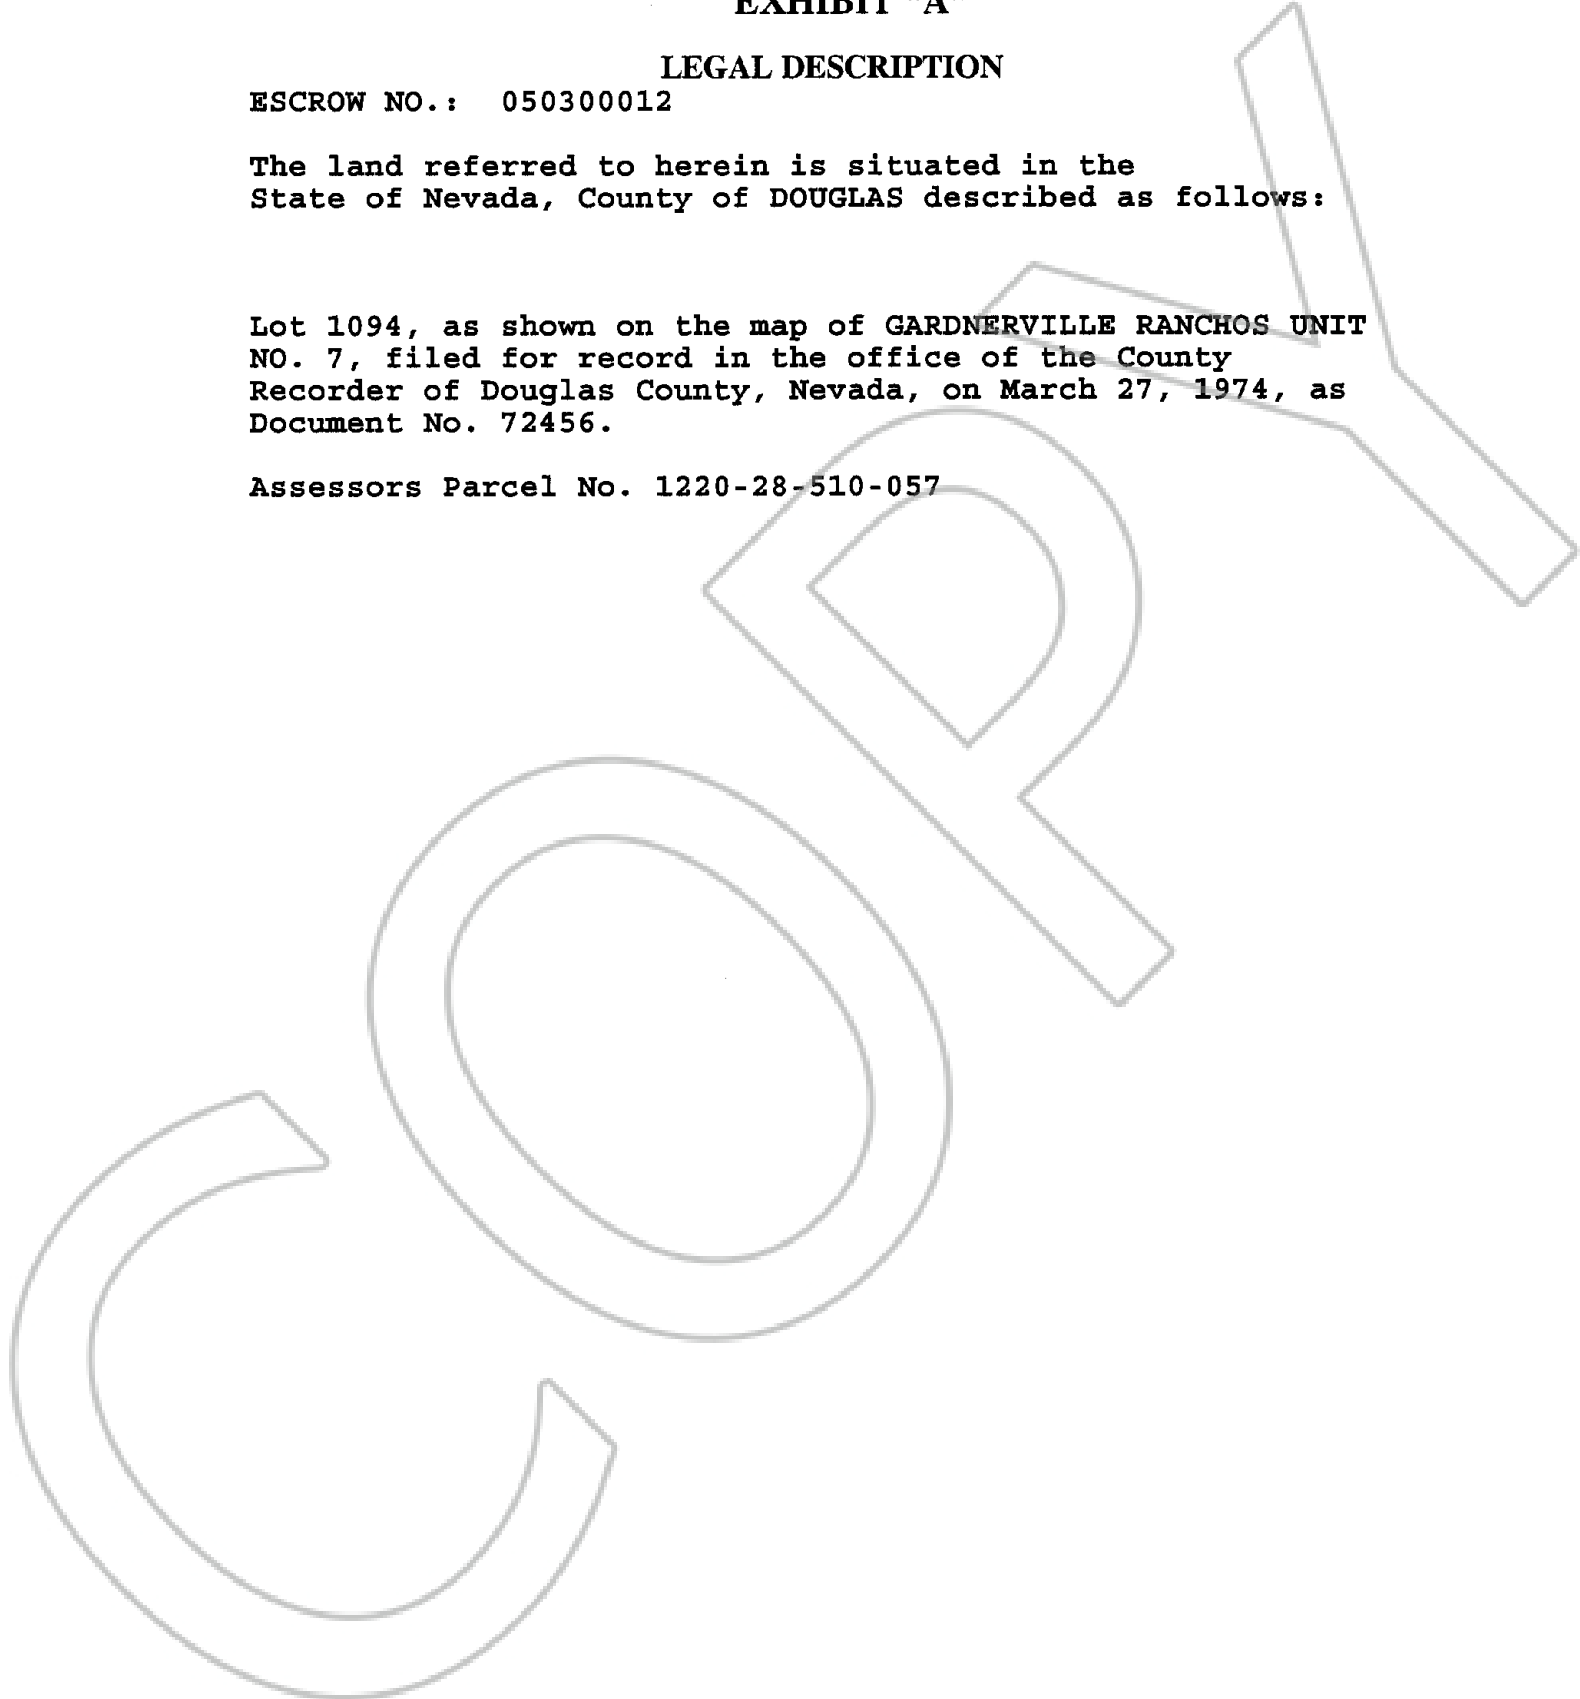 EXHIBIT "A"
LEGAL DESCRIPTION
ESCROW NO.: 050300012
The land referred to herein is situated in the
State of Nevada, County of DOUGLAS described as follows:
Lot 1094, as shown on the map of GARDNERVILLE RANCHOS UNIT
NO. 7, filed for record in the office of the County
Recorder of Douglas County, Nevada, on March 27, 1974, as
Document No. 72456.
Assessors Parcel No. 1220-28-510-057
COPY